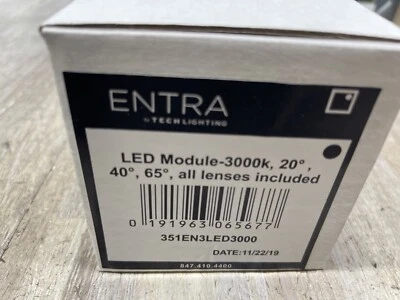 ENTRA
BY TECH LIGHTING
LED Module-3000k, 20°,
40°, 65°, all lenses included
0 191963 065677
351EN3LED3000
DATE:11/22/19
847.410.4400